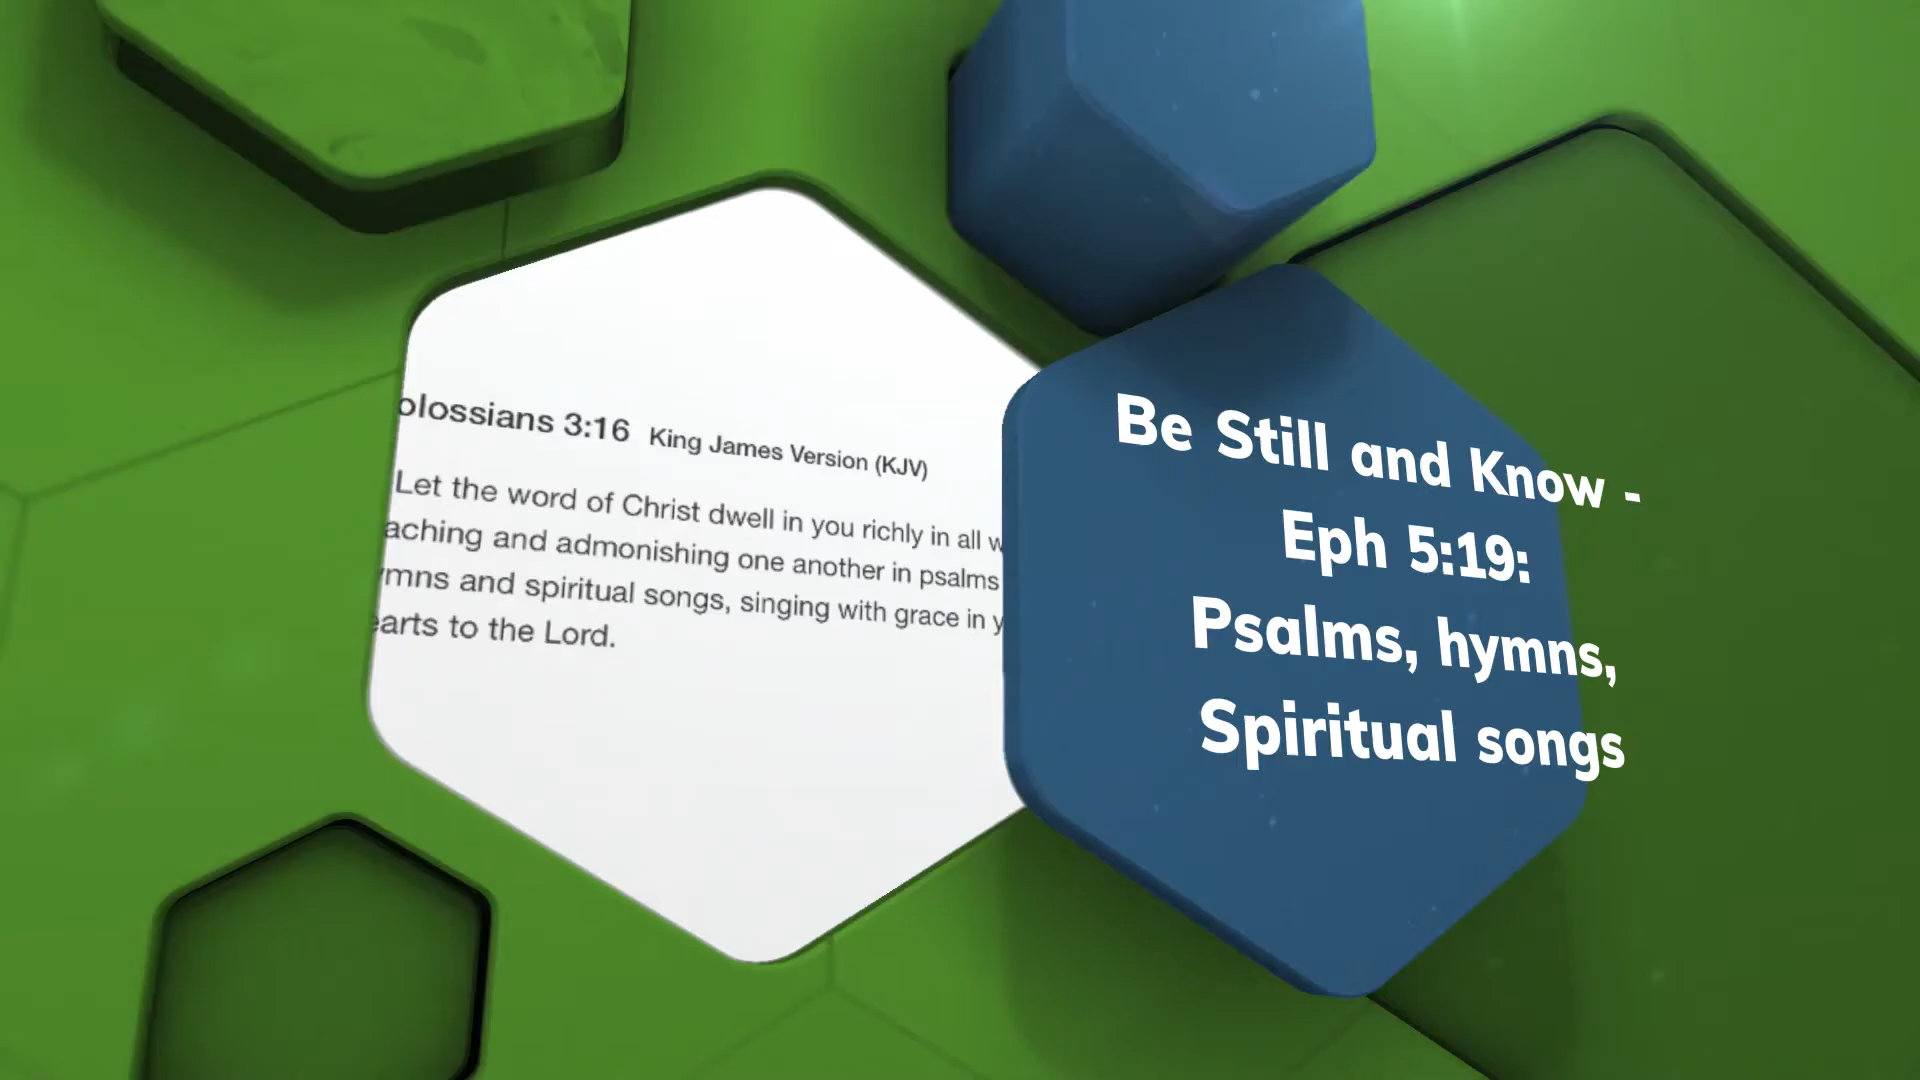 olossians 3:16 King James Version (KJV)
Let the word of Christ dwell in you richly in all w
aching and admonishing one another in psalms
mns and spiritual songs, singing with grace in y
earts to the Lord.
Be Still and Know -
Eph 5:19:
Psalms, hymns,
Spiritual songs